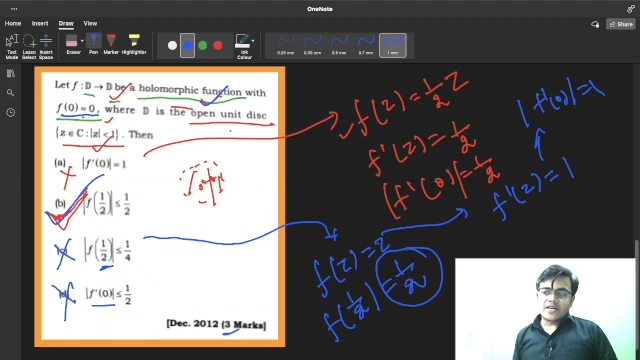 OneNote
Home
Insert
Draw
View
Text Mode
Lasso Select
Insert Space
Eraser
Medium
Pen
Marker
Highlighter
Ink Colour
0.25 mm
0.35 mm
0.5 mm
0.7 mm
1 mm
Let f : 𝔻 → 𝔻 be a holomorphic function with
f(0) = 0, where 𝔻 is the open unit disc
{z ∈ C : |z| < 1}. Then
(a) |f′(0)| = 1
(b) |f(1/2)| ≤ 1/2
(c) |f(1/2)| ≤ 1/4
(d) |f′(0)| ≤ 1/2
[Dec. 2012 (3 Marks)
f(z) = 1/2 z
f'(z) = 1/2
|f'(0)| = 1/2
|f'(0)| = 1
f'(z) = 1
f(z) = z
f(1/2) = 1/2